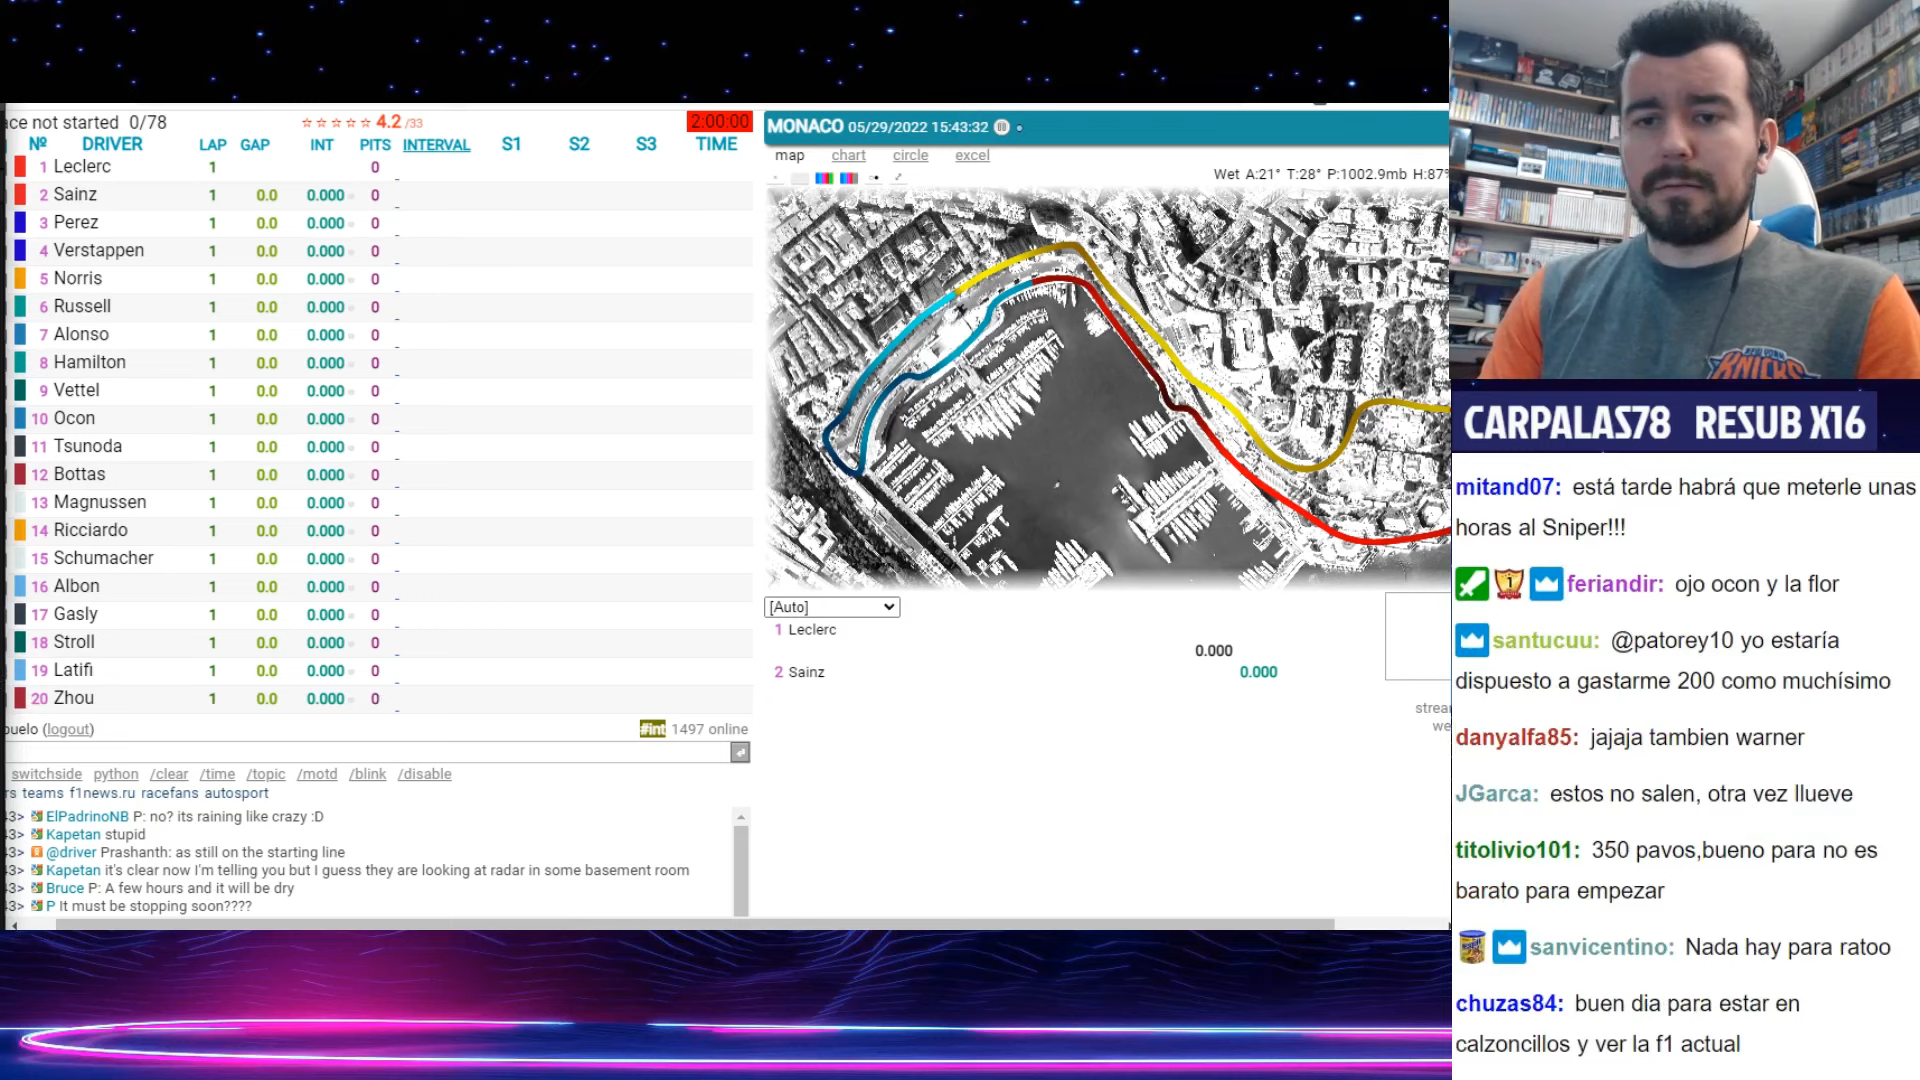 ace not started 0/78
☆☆☆☆☆ 4.2 /33
2:00:00
Nº DRIVER LAP GAP INT PITS INTERVAL S1 S2 S3 TIME
1 Leclerc 1 0
2 Sainz 1 0.0 0.000 0
3 Perez 1 0.0 0.000 0
4 Verstappen 1 0.0 0.000 0
5 Norris 1 0.0 0.000 0
6 Russell 1 0.0 0.000 0
7 Alonso 1 0.0 0.000 0
8 Hamilton 1 0.0 0.000 0
9 Vettel 1 0.0 0.000 0
10 Ocon 1 0.0 0.000 0
11 Tsunoda 1 0.0 0.000 0
12 Bottas 1 0.0 0.000 0
13 Magnussen 1 0.0 0.000 0
14 Ricciardo 1 0.0 0.000 0
15 Schumacher 1 0.0 0.000 0
16 Albon 1 0.0 0.000 0
17 Gasly 1 0.0 0.000 0
18 Stroll 1 0.0 0.000 0
19 Latifi 1 0.0 0.000 0
20 Zhou 1 0.0 0.000 0
ouelo (logout)
#int 1497 online
switchside python /clear /time /topic /motd /blink /disable
rs teams f1news.ru racefans autosport
43> ElPadrinoNB P: no? its raining like crazy :D
43> Kapetan stupid
43> @driver Prashanth: as still on the starting line
43> Kapetan it's clear now I'm telling you but I guess they are looking at radar in some basement room
43> Bruce P: A few hours and it will be dry
43> P It must be stopping soon????
MONACO 05/29/2022 15:43:32
map chart circle excel
Wet A:21° T:28° P:1002.9mb H:87%
[Auto]
1 Leclerc
0.000
2 Sainz
0.000
strea
we
KNICKS
CARPALAS78 RESUB X16
mitand07: está tarde habrá que meterle unas
horas al Sniper!!!
feriandir: ojo ocon y la flor
santucuu: @patorey10 yo estaría
dispuesto a gastarme 200 como muchísimo
danyalfa85: jajaja tambien warner
JGarca: estos no salen, otra vez llueve
titolivio101: 350 pavos,bueno para no es
barato para empezar
sanvicentino: Nada hay para ratoo
chuzas84: buen dia para estar en
calzoncillos y ver la f1 actual